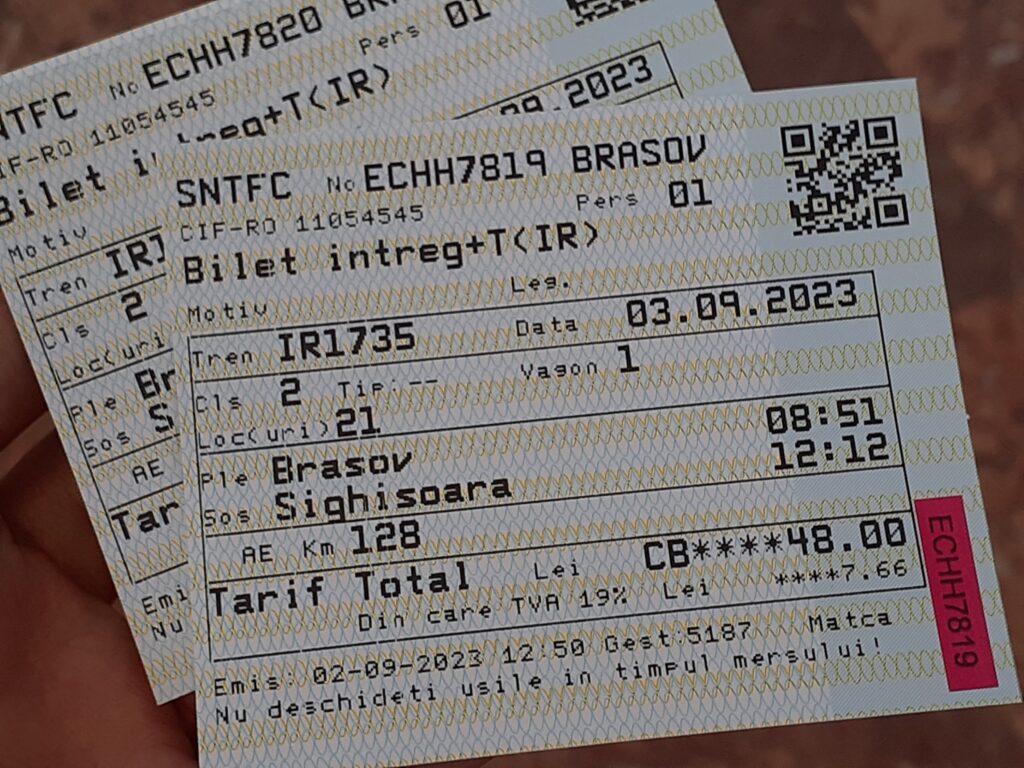 SNTFC No ECHH7820
CIF-RO 11054545 Pers 01
Bilet +T(IR)
09.2023
Motiv
Tren
Cls 2
Loc(uri
Ple
Sos
AE
SNTFC No ECHH7819 BRASOV
CIF-RO 11054545 Pers 01
Bilet intreg+T(IR)
Motiv Leg.
Tren IR1735 Data 03.09.2023
Cls 2 Tip:-- Vagon 1
Loc(uri)21
Ple Brasov 08:51
Sos Sighisoara 12:12
AE Km 128
Tarif Total Lei CB****48.00
Din care TVA 19% Lei ****7.66
Emis: 02-09-2023 12:50 Gest:5187 Matca
Nu deschideti usile in timpul mersului!
ECHH7819